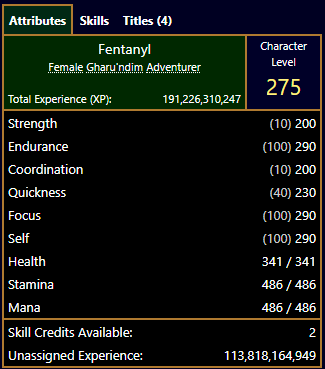 Attributes Skills Titles (4)
Fentanyl
Female Gharu'ndim Adventurer
Total Experience (XP): 191,226,310,247
Character
Level
275
Strength (10) 200
Endurance (100) 290
Coordination (10) 200
Quickness (40) 230
Focus (100) 290
Self (100) 290
Health 341 / 341
Stamina 486 / 486
Mana 486 / 486
Skill Credits Available: 2
Unassigned Experience: 113,818,164,949